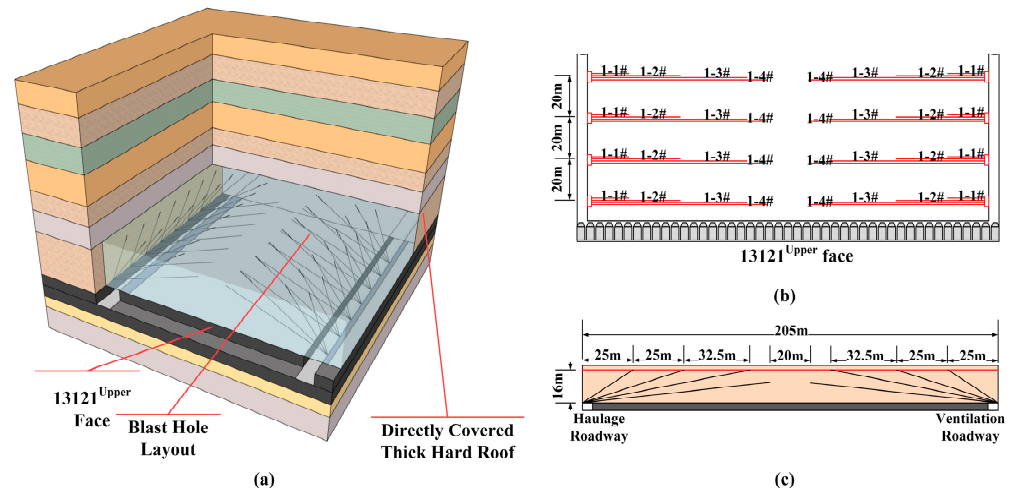 13121Upper
Face
Blast Hole
Layout
Directly Covered
Thick Hard Roof
(a)
1-1# 1-2# 1-3# 1-4# 1-4# 1-3# 1-2# 1-1#
20m
1-1# 1-2# 1-3# 1-4# 1-4# 1-3# 1-2# 1-1#
20m
1-1# 1-2# 1-3# 1-4# 1-4# 1-3# 1-2# 1-1#
20m
1-1# 1-2# 1-3# 1-4# 1-4# 1-3# 1-2# 1-1#
13121Upper face
(b)
205m
25m 25m 32.5m 20m 32.5m 25m 25m
16m
Haulage
Roadway
Ventilation
Roadway
(c)